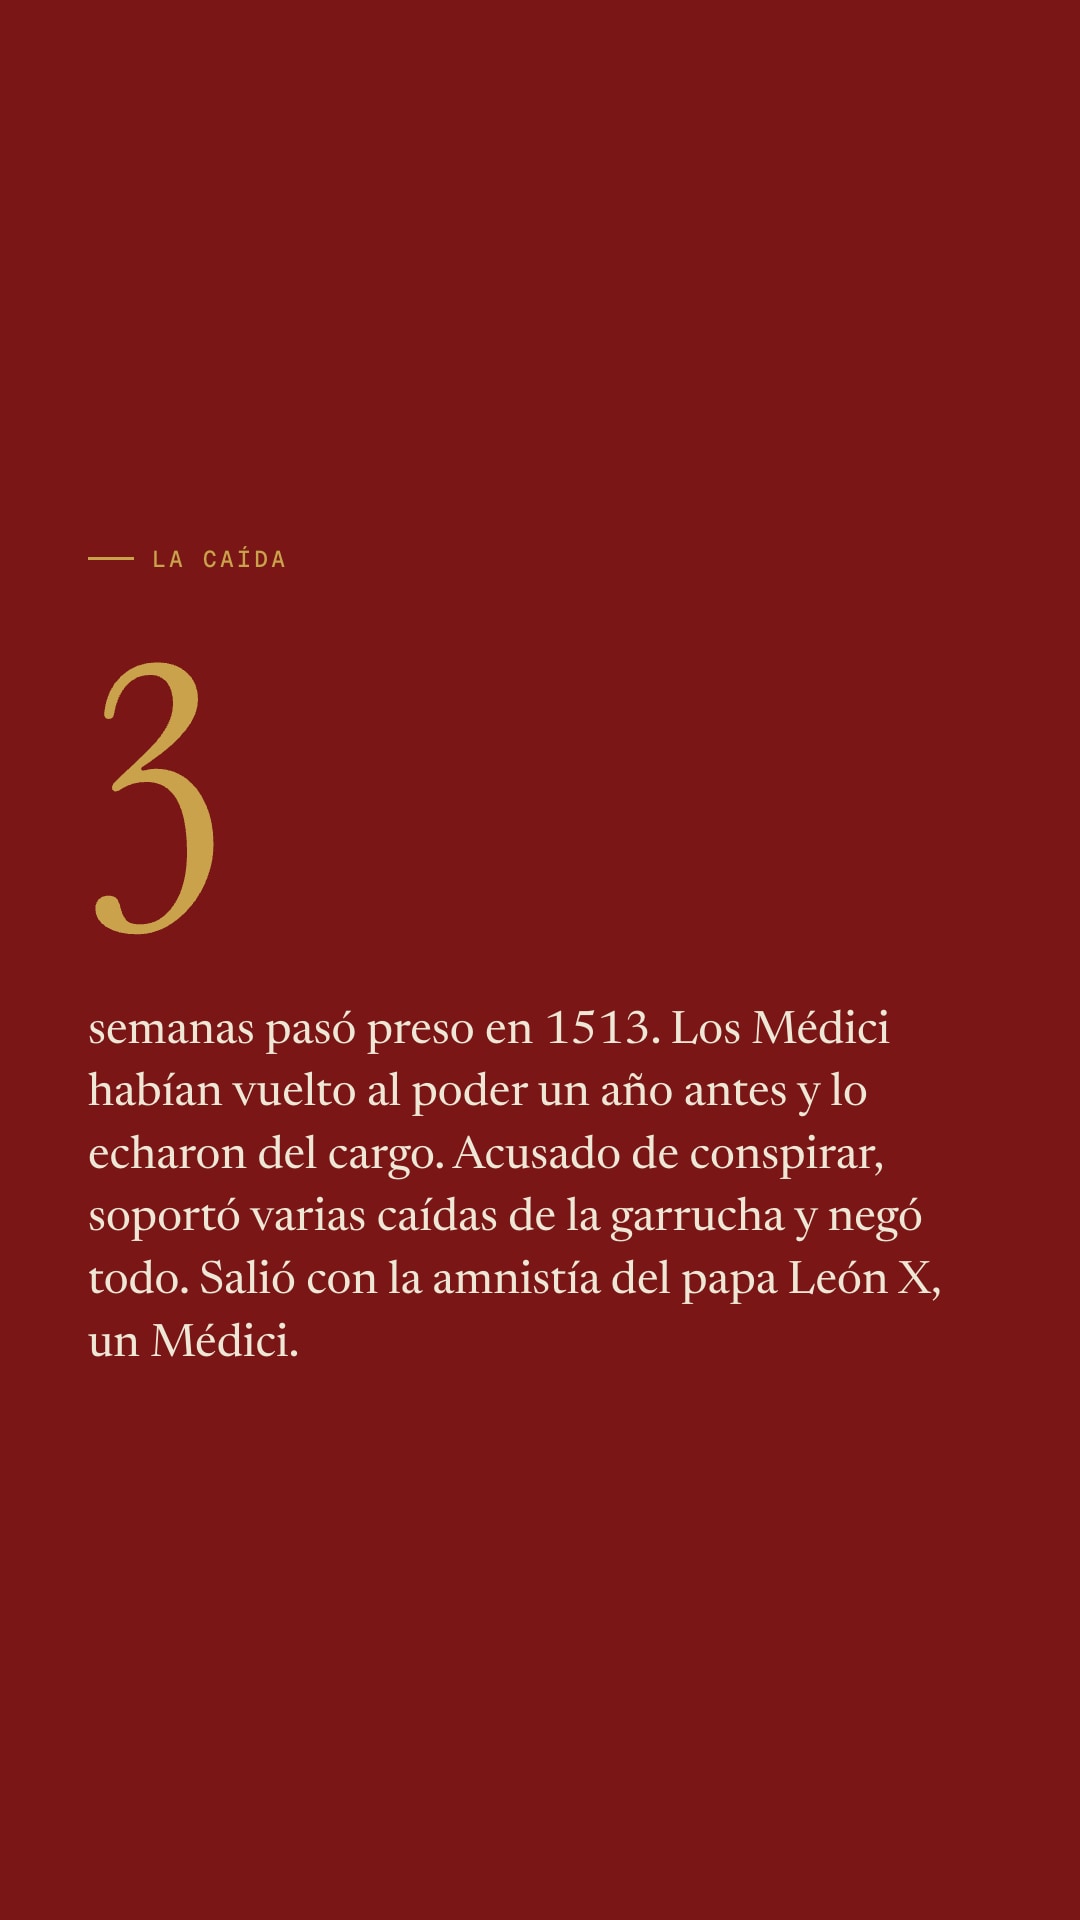 LA CAÍDA
3
semanas pasó preso en 1513. Los Médici
habían vuelto al poder un año antes y lo
echaron del cargo. Acusado de conspirar,
soportó varias caídas de la garrucha y negó
todo. Salió con la amnistía del papa León X,
un Médici.